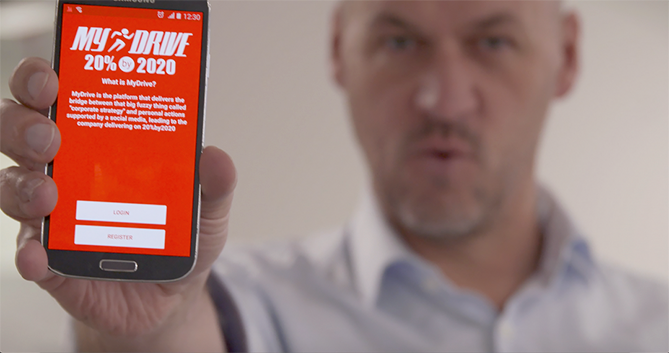 SAMSUNG
12:30
MY DRIVE
20% by 2020
What is MyDrive?
MyDrive is the platform that delivers the
bridge between that big fuzzy thing called
"corporate strategy" and personal actions
supported by a social media, leading to the
company delivering on 20%by2020
LOGIN
REGISTER